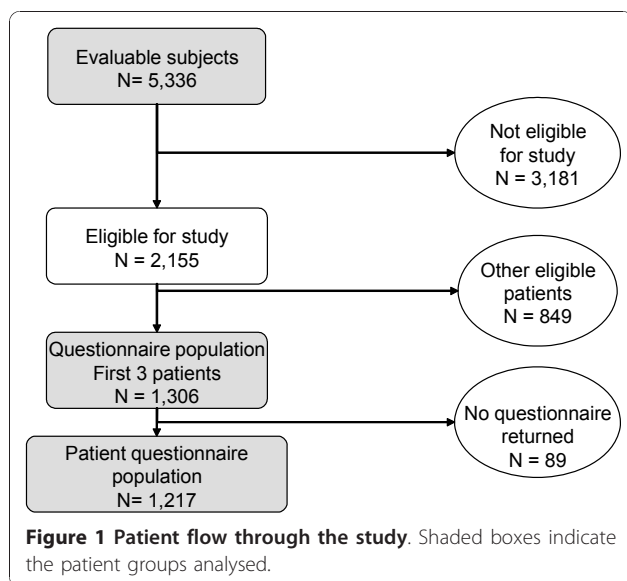 Evaluable subjects
N= 5,336
Not eligible
for study
N = 3,181
Eligible for study
N = 2,155
Other eligible
patients
N = 849
Questionnaire population
First 3 patients
N = 1,306
No questionnaire
returned
N = 89
Patient questionnaire
population
N= 1,217
Figure 1 Patient flow through the study. Shaded boxes indicate
the patient groups analysed.